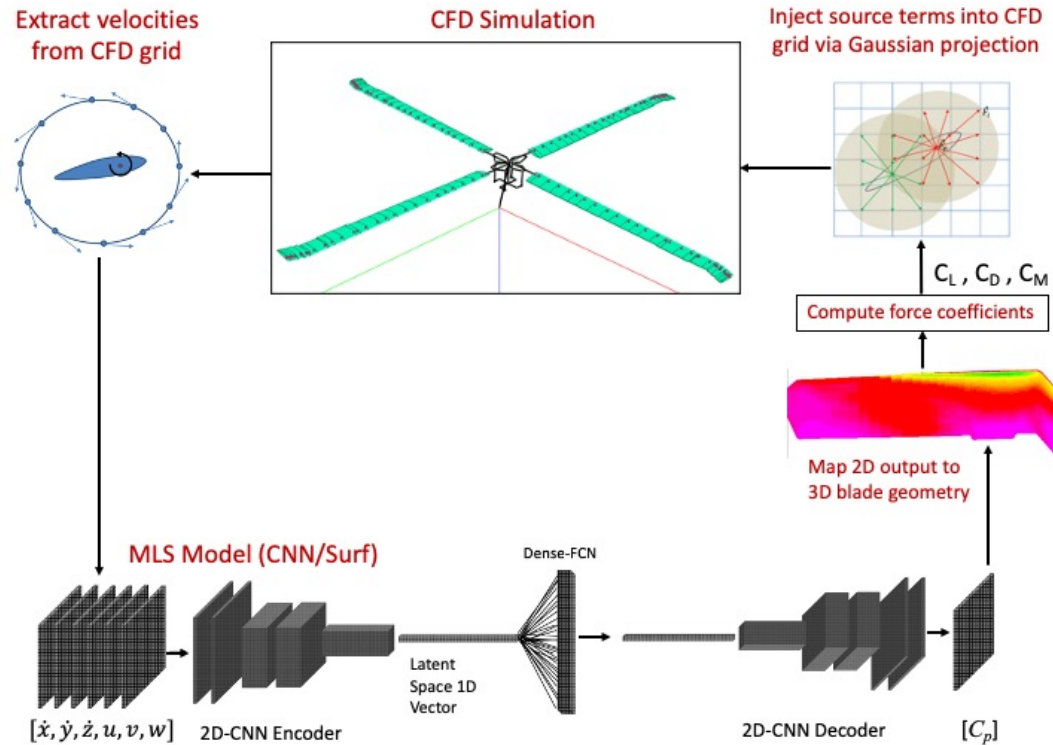 Extract velocities
from CFD grid
CFD Simulation
Inject source terms into CFD
grid via Gaussian projection
C_L , C_D , C_M
Compute force coefficients
Map 2D output to
3D blade geometry
MLS Model (CNN/Surf)
Dense-FCN
Latent
Space 1D
Vector
[ẋ, ẏ, ż, u, v, w]
2D-CNN Encoder
2D-CNN Decoder
[C_p]